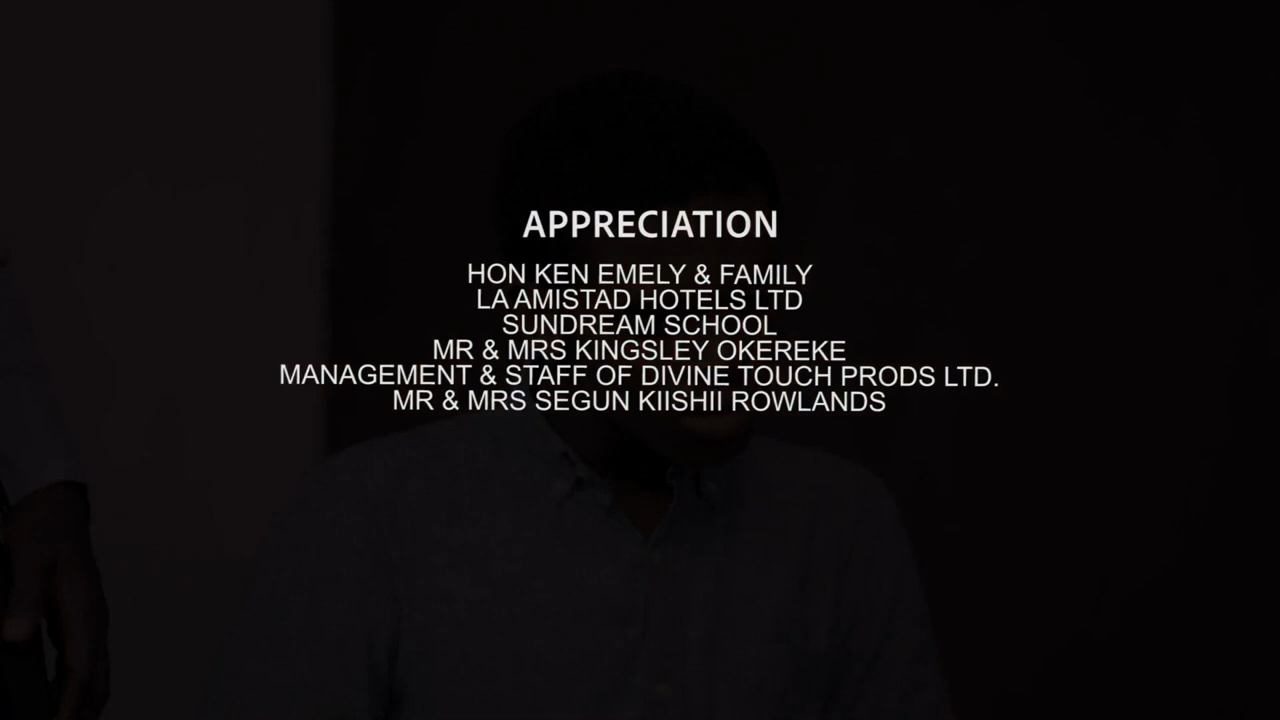 APPRECIATION
HON KEN EMELY & FAMILY
LA AMISTAD HOTELS LTD
SUNDREAM SCHOOL
MR & MRS KINGSLEY OKEREKE
MANAGEMENT & STAFF OF DIVINE TOUCH PRODS LTD.
MR & MRS SEGUN KIISHII ROWLANDS